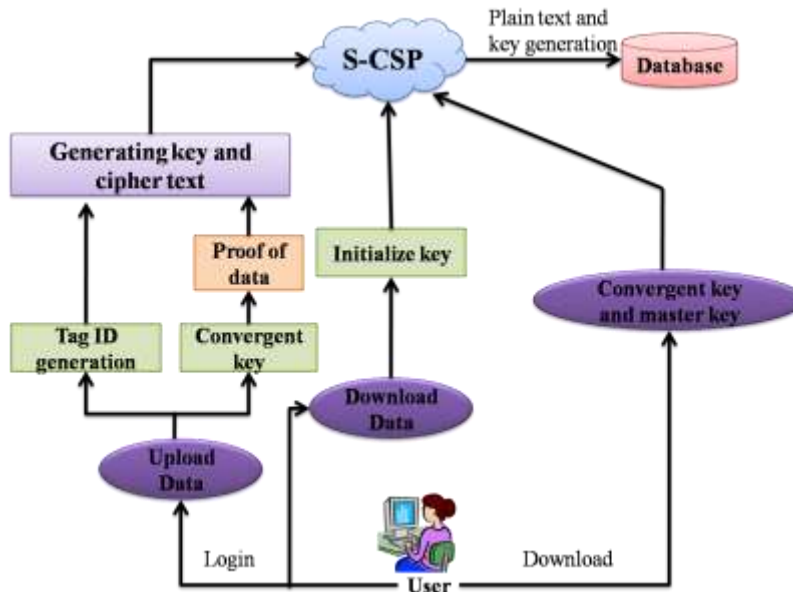 Plain text and
key generation
S-CSP
Database
Generating key and
cipher text
Proof of
data
Initialize key
Convergent key
and master key
Tag ID
generation
Convergent
key
Download
Data
Upload
Data
Login
Download
User